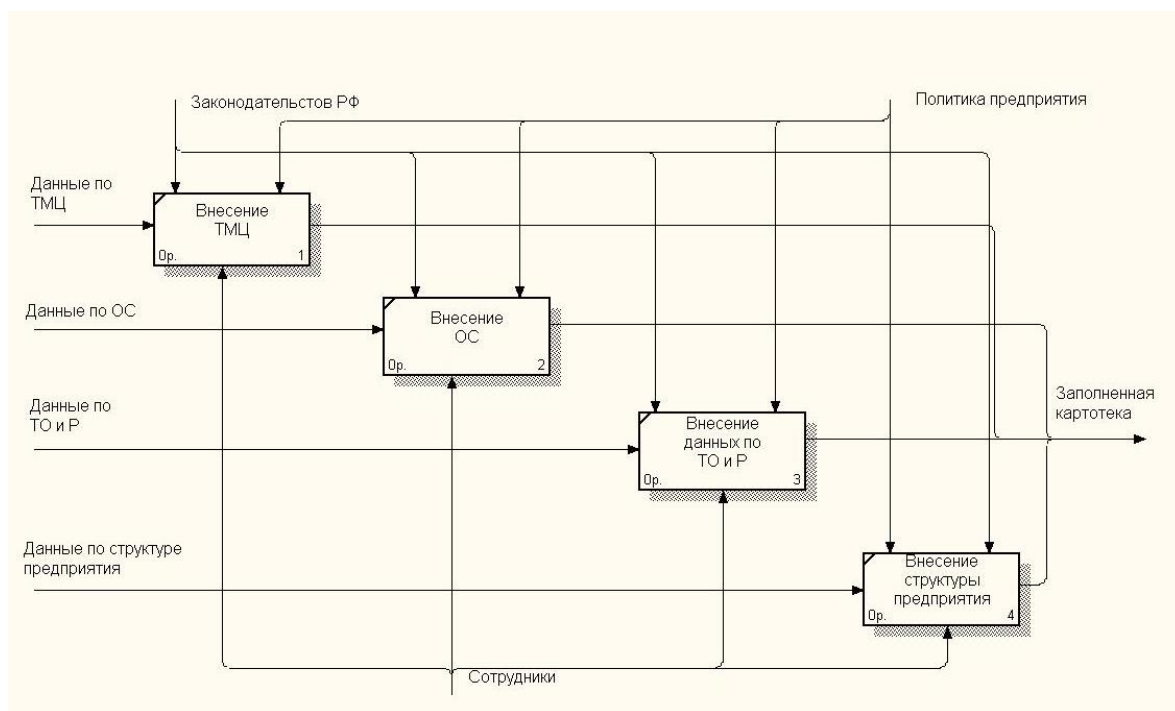 Законодательстов РФ
Политика предприятия
Данные по
ТМЦ
Внесение
ТМЦ
0р.
1
Данные по ОС
Внесение
ОС
0р.
2
Данные по
ТО и Р
Внесение
данных по
ТО и Р
0р.
3
Заполненная
картотека
Данные по структуре
предприятия
Внесение
структуры
предприятия
0р.
4
Сотрудники